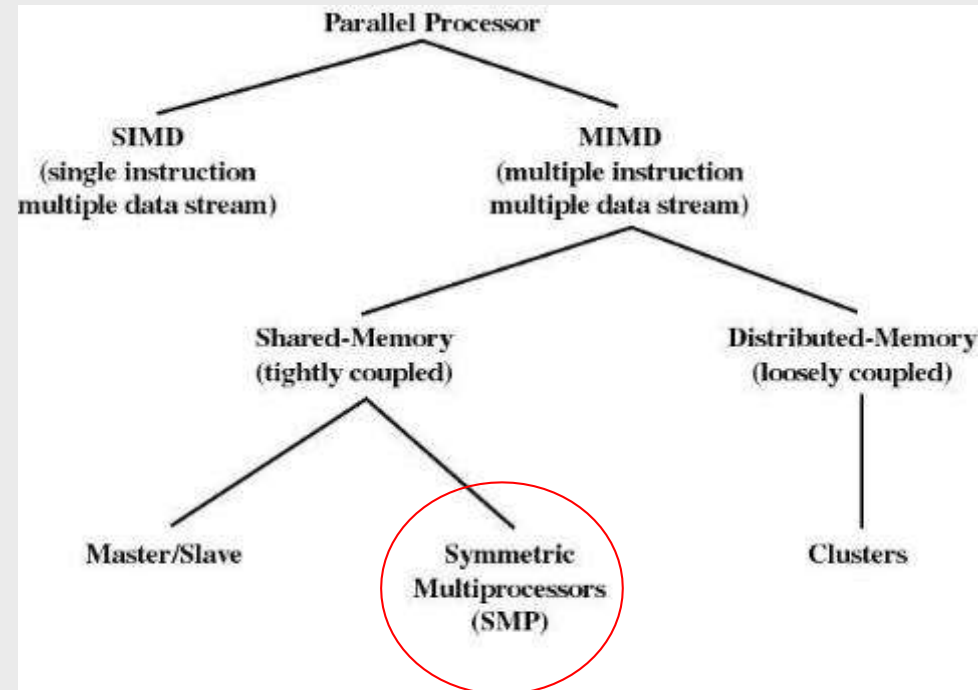 Parallel Processor
SIMD
(single instruction
multiple data stream)
MIMD
(multiple instruction
multiple data stream)
Shared-Memory
(tightly coupled)
Distributed-Memory
(loosely coupled)
Master/Slave
Symmetric
Multiprocessors
(SMP)
Clusters